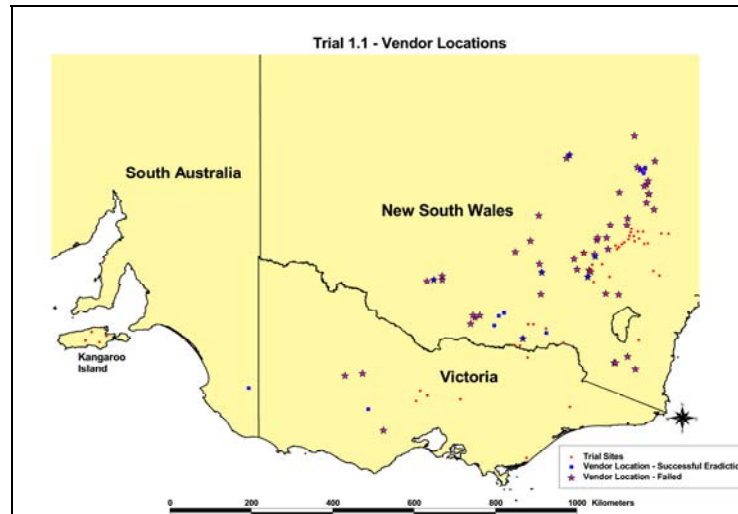 Trial 1.1 - Vendor Locations
South Australia
New South Wales
Kangaroo
Island
Victoria
Trial Sites
Vendor Location - Successful Eradictio
Vendor Location - Failed
0 200 400 600 800 1000 Kilometers